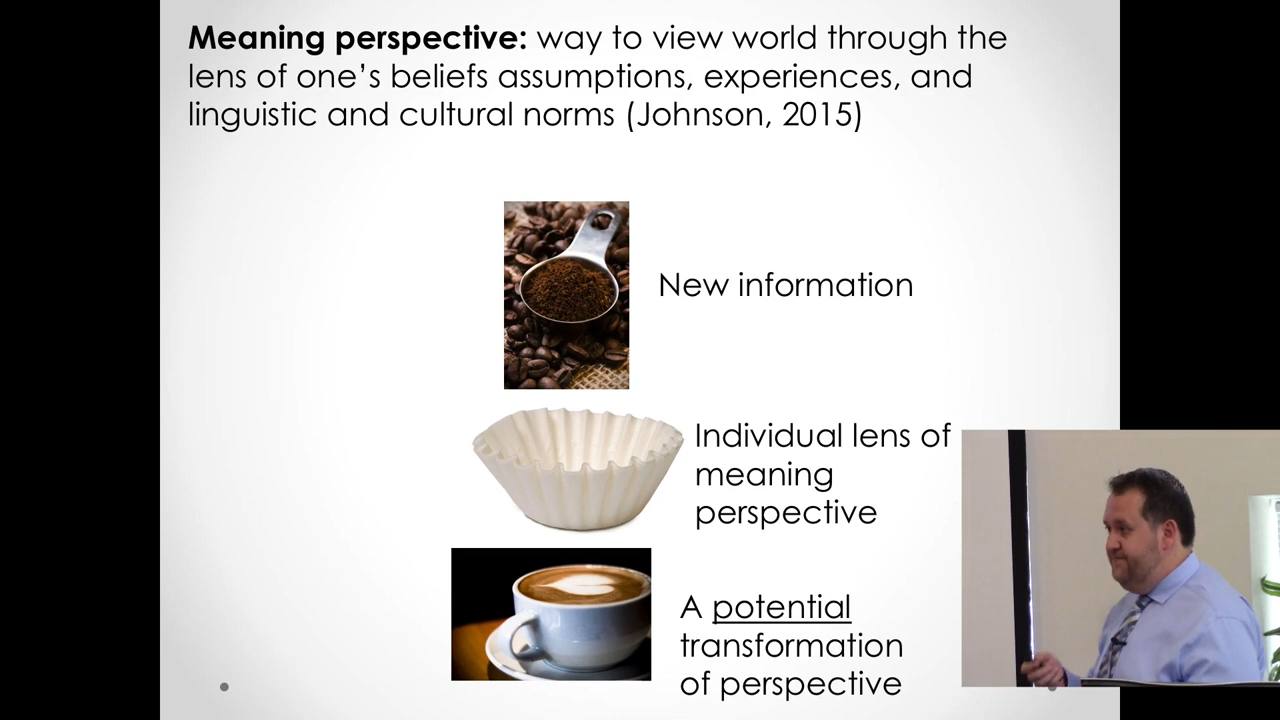 Meaning perspective: way to view world through the
lens of one’s beliefs assumptions, experiences, and
linguistic and cultural norms (Johnson, 2015)
New information
Individual lens of
meaning
perspective
A potential
transformation
of perspective